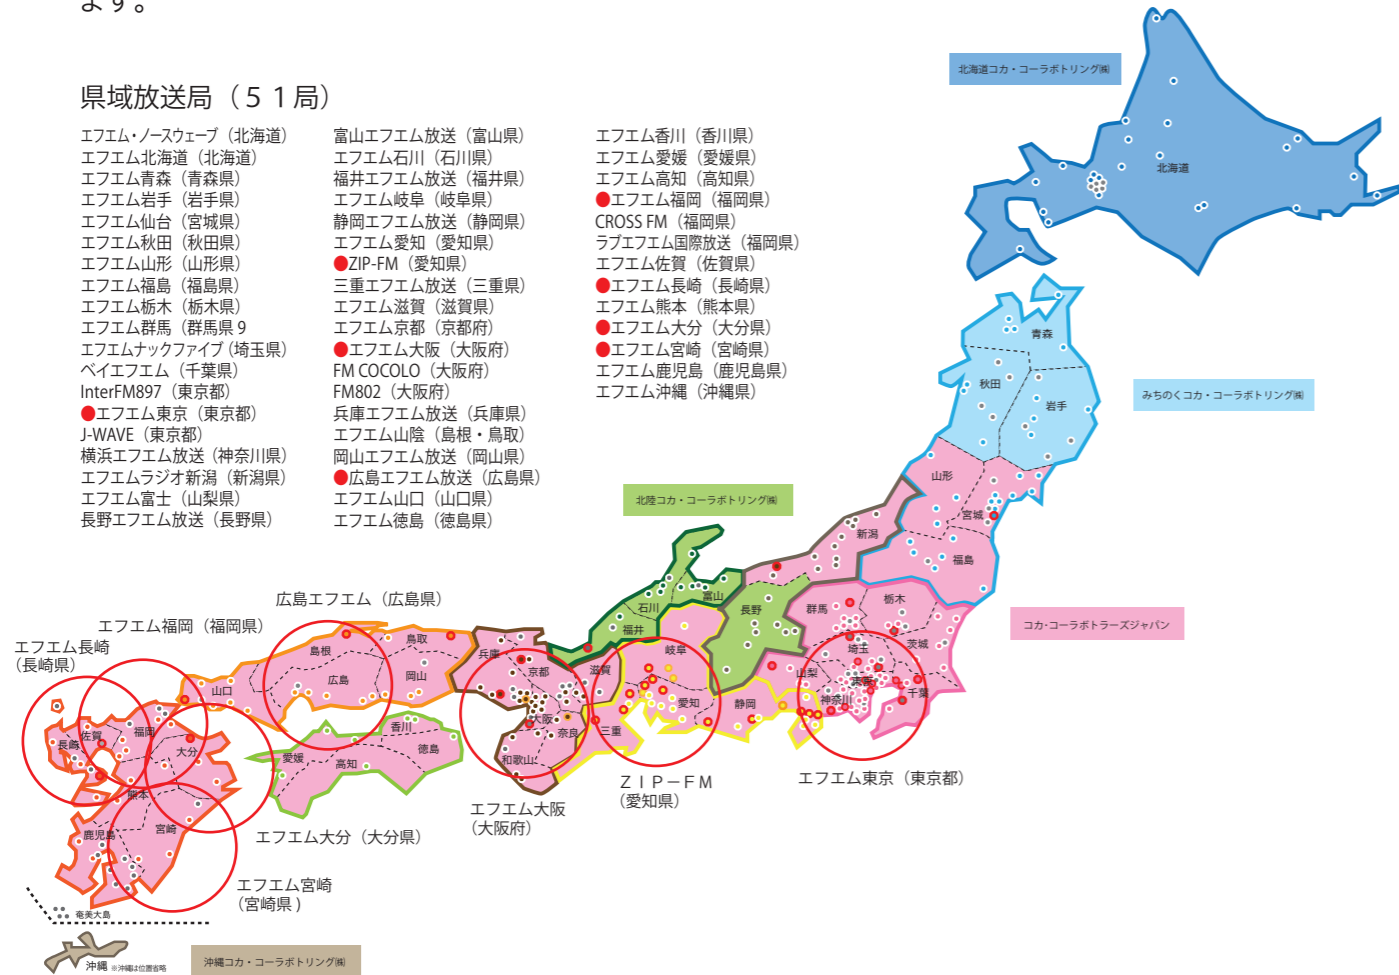 ます。
県域放送局（５１局）
エフエム・ノースウェーブ（北海道）
エフエム北海道（北海道）
エフエム青森（青森県）
エフエム岩手（岩手県）
エフエム仙台（宮城県）
エフエム秋田（秋田県）
エフエム山形（山形県）
エフエム福島（福島県）
エフエム栃木（栃木県）
エフエム群馬（群馬県９
エフエムナックファイブ（埼玉県）
ベイエフエム（千葉県）
InterFM897（東京都）
●エフエム東京（東京都）
J-WAVE（東京都）
横浜エフエム放送（神奈川県）
エフエムラジオ新潟（新潟県）
エフエム富士（山梨県）
長野エフエム放送（長野県）
富山エフエム放送（富山県）
エフエム石川（石川県）
福井エフエム放送（福井県）
エフエム岐阜（岐阜県）
静岡エフエム放送（静岡県）
エフエム愛知（愛知県）
●ZIP-FM（愛知県）
三重エフエム放送（三重県）
エフエム滋賀（滋賀県）
エフエム京都（京都府）
●エフエム大阪（大阪府）
FM COCOLO（大阪府）
FM802（大阪府）
兵庫エフエム放送（兵庫県）
エフエム山陰（島根・鳥取）
岡山エフエム放送（岡山県）
●広島エフエム放送（広島県）
エフエム山口（山口県）
エフエム徳島（徳島県）
エフエム香川（香川県）
エフエム愛媛（愛媛県）
エフエム高知（高知県）
●エフエム福岡（福岡県）
CROSS FM（福岡県）
ラブエフエム国際放送（福岡県）
エフエム佐賀（佐賀県）
●エフエム長崎（長崎県）
エフエム熊本（熊本県）
●エフエム大分（大分県）
●エフエム宮崎（宮崎県）
エフエム鹿児島（鹿児島県）
エフエム沖縄（沖縄県）
北海道コカ・コーラボトリング㈱
北海道
みちのくコカ・コーラボトリング㈱
青森
秋田
岩手
山形
宮城
福島
新潟
北陸コカ・コーラボトリング㈱
石川
富山
福井
長野
コカ・コーラボトラーズジャパン
群馬
栃木
茨城
埼玉
東京
千葉
神奈川
山梨
静岡
岐阜
愛知
三重
滋賀
京都
兵庫
大阪
奈良
和歌山
鳥取
島根
岡山
広島
山口
香川
徳島
愛媛
高知
福岡
佐賀
長崎
大分
熊本
宮崎
鹿児島
広島エフエム（広島県）
エフエム福岡（福岡県）
エフエム長崎
（長崎県）
エフエム東京（東京都）
ＺＩＰ－ＦＭ
（愛知県）
エフエム大阪
（大阪府）
エフエム大分（大分県）
エフエム宮崎
（宮崎県 )
奄美大島
沖縄 ※沖縄は位置省略
沖縄コカ・コーラボトリング㈱